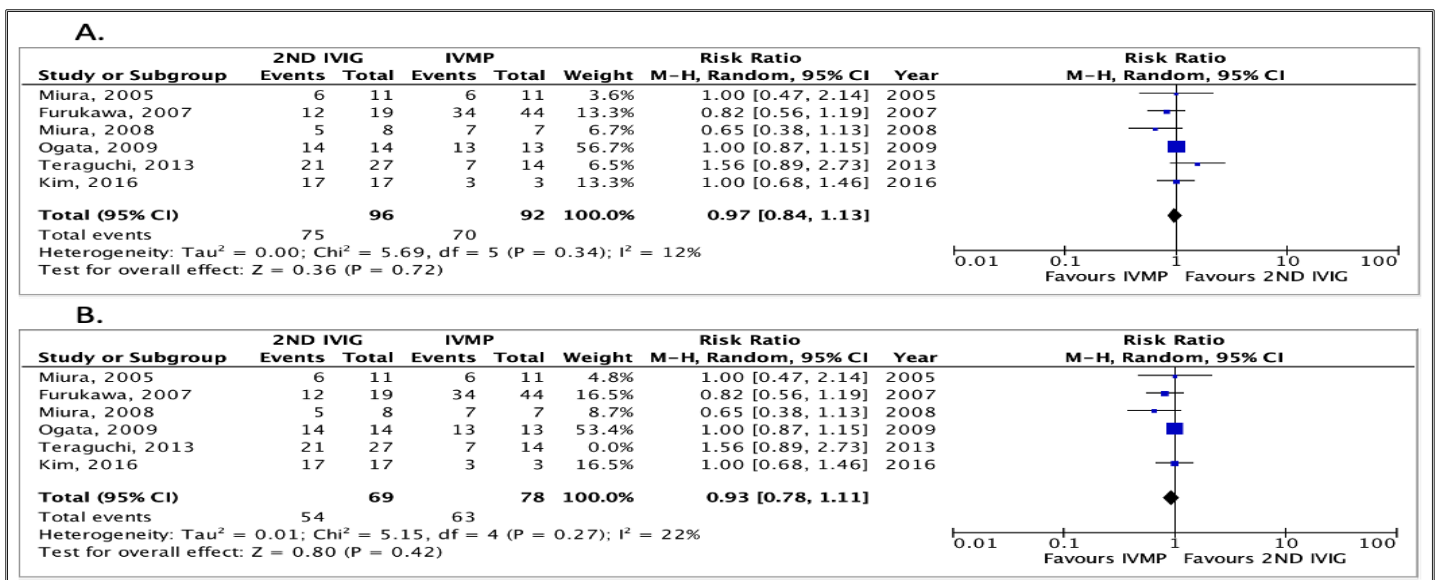 A.
2ND IVIG IVMP Risk Ratio Risk Ratio
Study or Subgroup Events Total Events Total Weight M-H, Random, 95% CI Year M-H, Random, 95% CI
Miura, 2005 6 11 6 11 3.6% 1.00 [0.47, 2.14] 2005
Furukawa, 2007 12 19 34 44 13.3% 0.82 [0.56, 1.19] 2007
Miura, 2008 5 8 7 7 6.7% 0.65 [0.38, 1.13] 2008
Ogata, 2009 14 14 13 13 56.7% 1.00 [0.87, 1.15] 2009
Teraguchi, 2013 21 27 7 14 6.5% 1.56 [0.89, 2.73] 2013
Kim, 2016 17 17 3 3 13.3% 1.00 [0.68, 1.46] 2016
Total (95% CI) 96 92 100.0% 0.97 [0.84, 1.13]
Total events 75 70
Heterogeneity: Tau² = 0.00; Chi² = 5.69, df = 5 (P = 0.34); I² = 12%
Test for overall effect: Z = 0.36 (P = 0.72)
0.01 0.1 1 10 100
Favours IVMP Favours 2ND IVIG
B.
2ND IVIG IVMP Risk Ratio Risk Ratio
Study or Subgroup Events Total Events Total Weight M-H, Random, 95% CI Year M-H, Random, 95% CI
Miura, 2005 6 11 6 11 4.8% 1.00 [0.47, 2.14] 2005
Furukawa, 2007 12 19 34 44 16.5% 0.82 [0.56, 1.19] 2007
Miura, 2008 5 8 7 7 8.7% 0.65 [0.38, 1.13] 2008
Ogata, 2009 14 14 13 13 53.4% 1.00 [0.87, 1.15] 2009
Teraguchi, 2013 21 27 7 14 0.0% 1.56 [0.89, 2.73] 2013
Kim, 2016 17 17 3 3 16.5% 1.00 [0.68, 1.46] 2016
Total (95% CI) 69 78 100.0% 0.93 [0.78, 1.11]
Total events 54 63
Heterogeneity: Tau² = 0.01; Chi² = 5.15, df = 4 (P = 0.27); I² = 22%
Test for overall effect: Z = 0.80 (P = 0.42)
0.01 0.1 1 10 100
Favours IVMP Favours 2ND IVIG